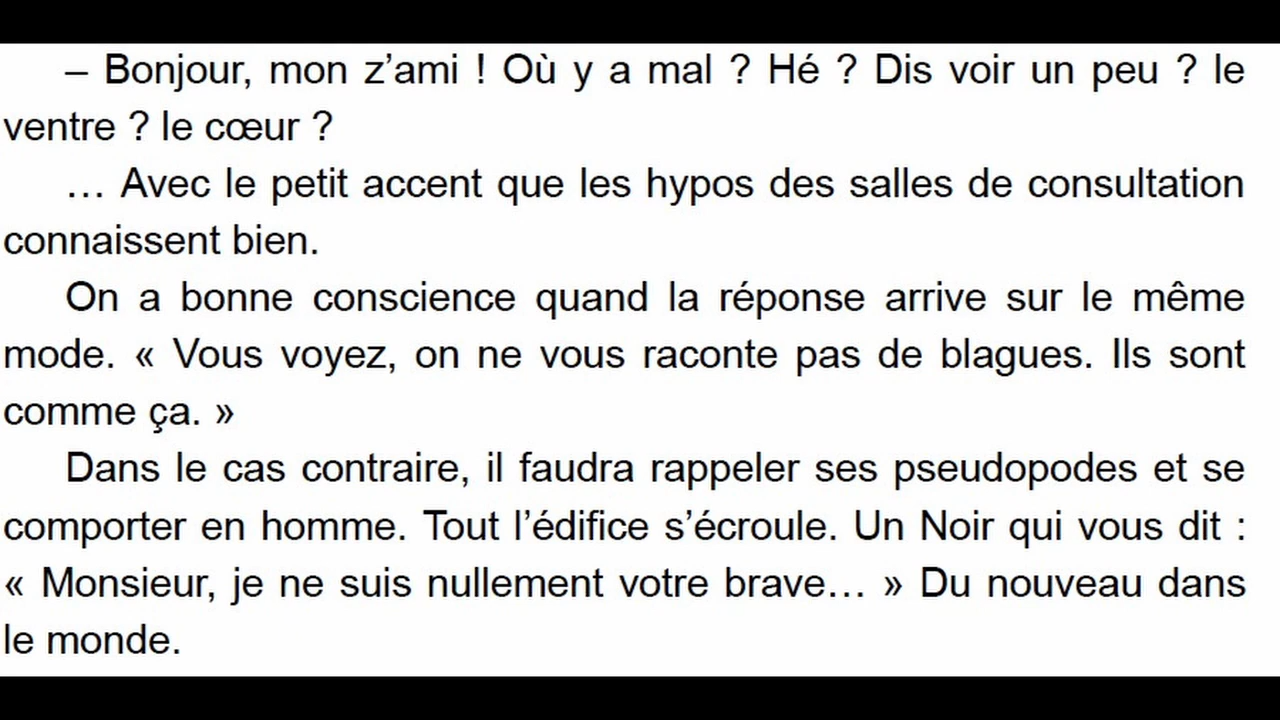 – Bonjour, mon z’ami ! Où y a mal ? Hé ? Dis voir un peu ? le
ventre ? le cœur ?
… Avec le petit accent que les hypos des salles de consultation
connaissent bien.
On a bonne conscience quand la réponse arrive sur le même
mode. « Vous voyez, on ne vous raconte pas de blagues. Ils sont
comme ça. »
Dans le cas contraire, il faudra rappeler ses pseudopodes et se
comporter en homme. Tout l’édifice s’écroule. Un Noir qui vous dit :
« Monsieur, je ne suis nullement votre brave… » Du nouveau dans
le monde.